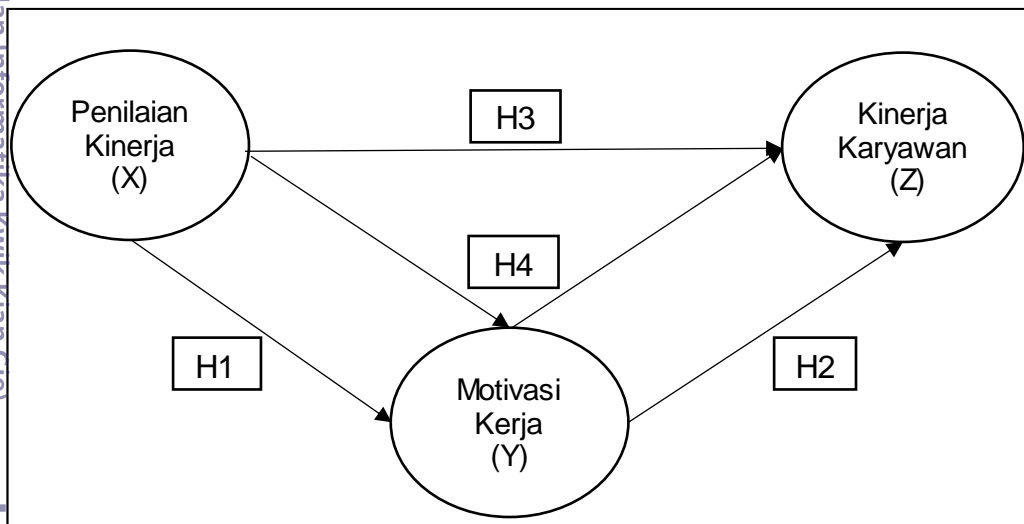 Penilaian
Kinerja
(X)
H3
Kinerja
Karyawan
(Z)
H4
H1
H2
Motivasi
Kerja
(Y)